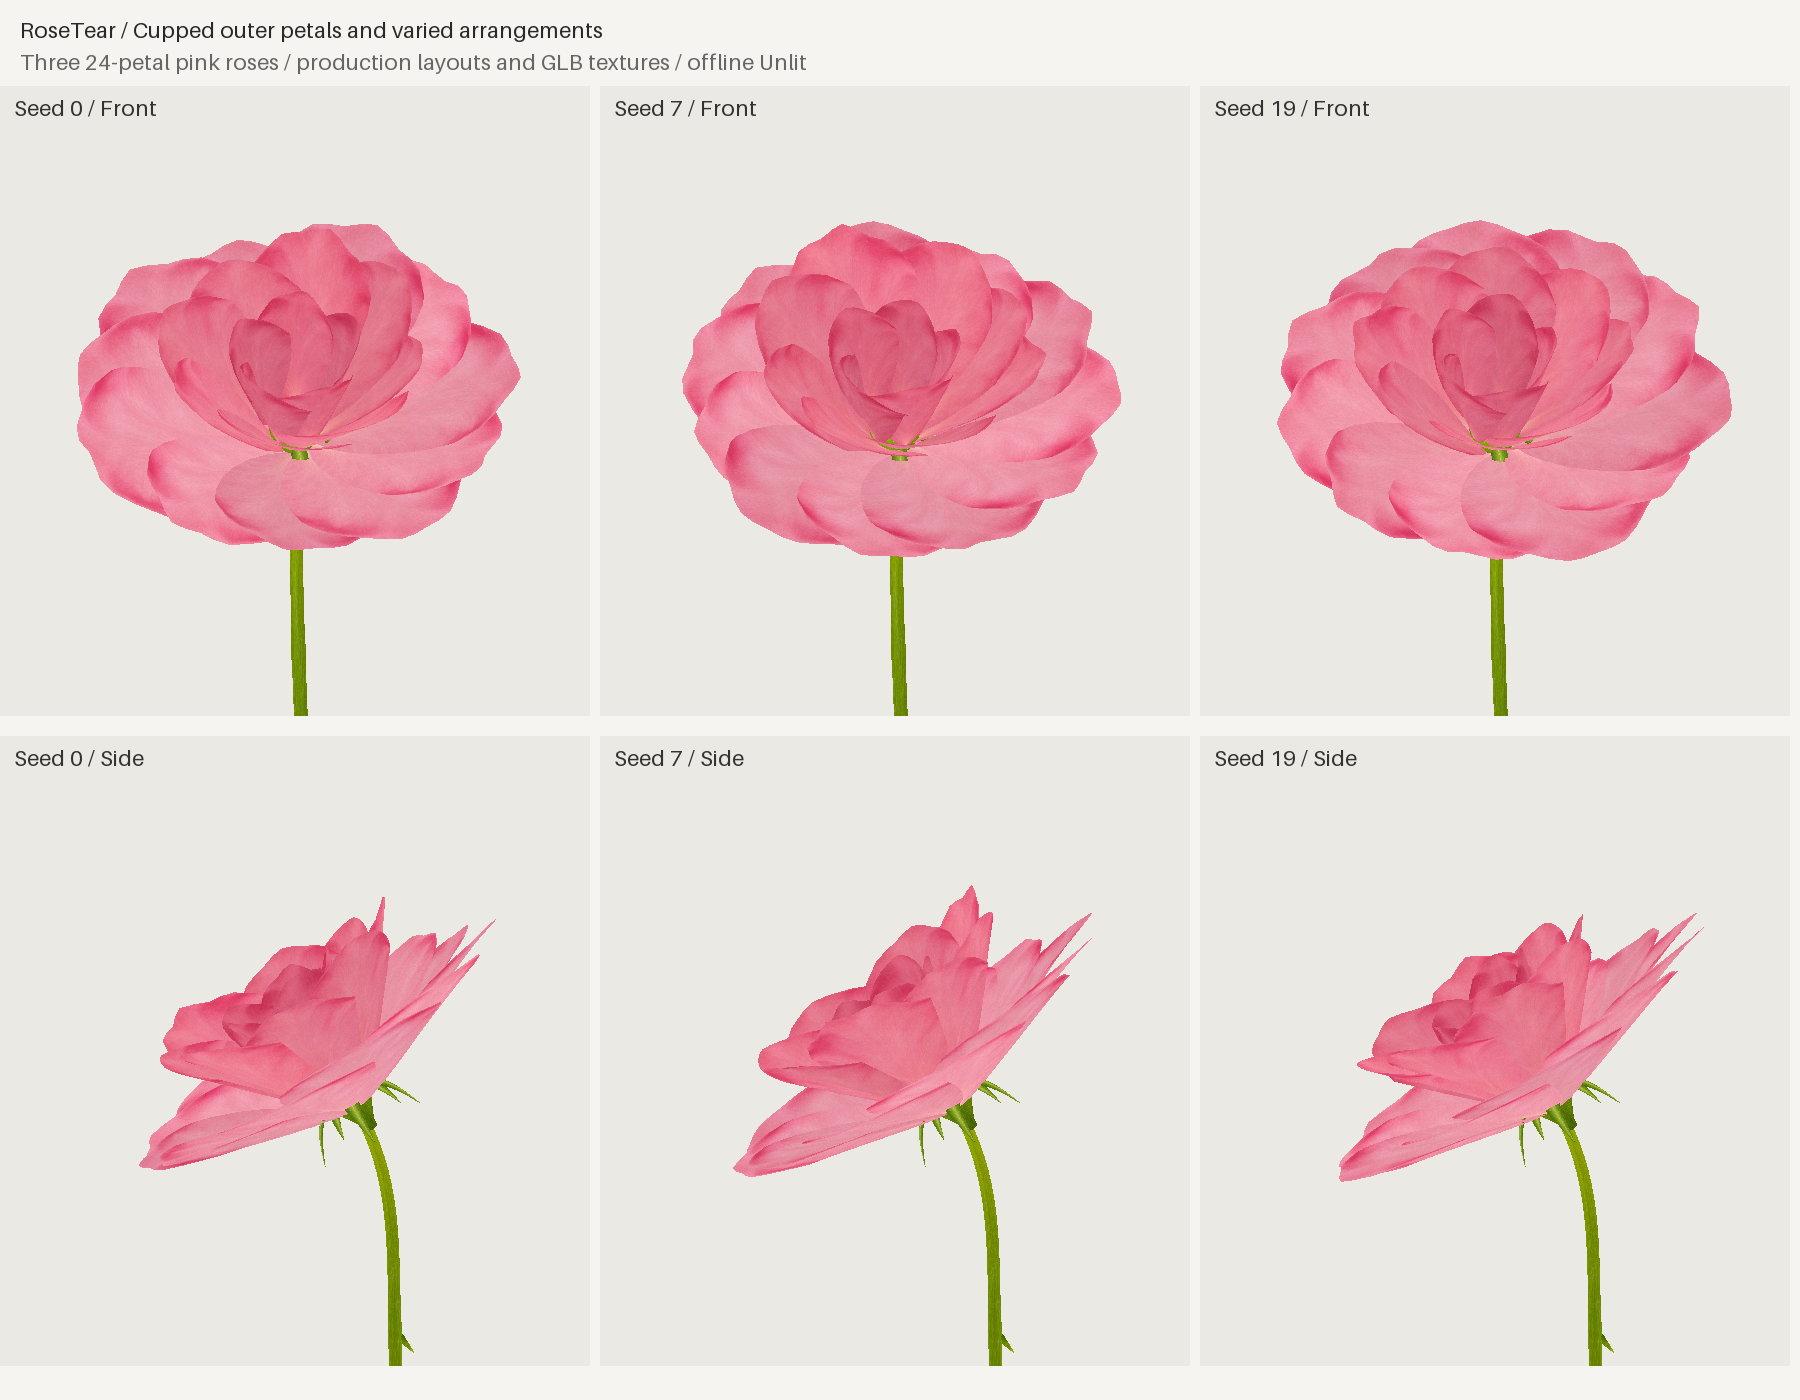 RoseTear / Cupped outer petals and varied arrangements
Three 24-petal pink roses / production layouts and GLB textures / offline Unlit
Seed 0 / Front
Seed 7 / Front
Seed 19 / Front
Seed 0 / Side
Seed 7 / Side
Seed 19 / Side